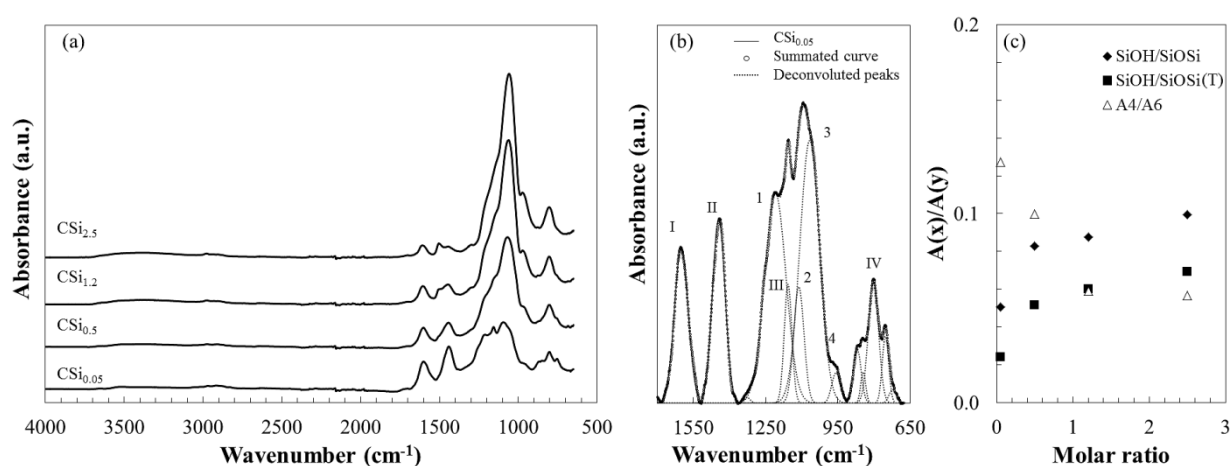 (a)
Absorbance (a.u.)
CSi2.5
CSi1.2
CSi0.5
CSi0.05
4000 3500 3000 2500 2000 1500 1000 500
Wavenumber (cm-1)
(b)
CSi0.05
Summated curve
Deconvoluted peaks
Absorbance (a.u.)
I
II
1
III
2
3
4
IV
1550 1250 950 650
Wavenumber (cm-1)
(c)
SiOH/SiOSi
SiOH/SiOSi(T)
A4/A6
A(x)/A(y)
0.2
0.1
0.0
0 1 2 3
Molar ratio